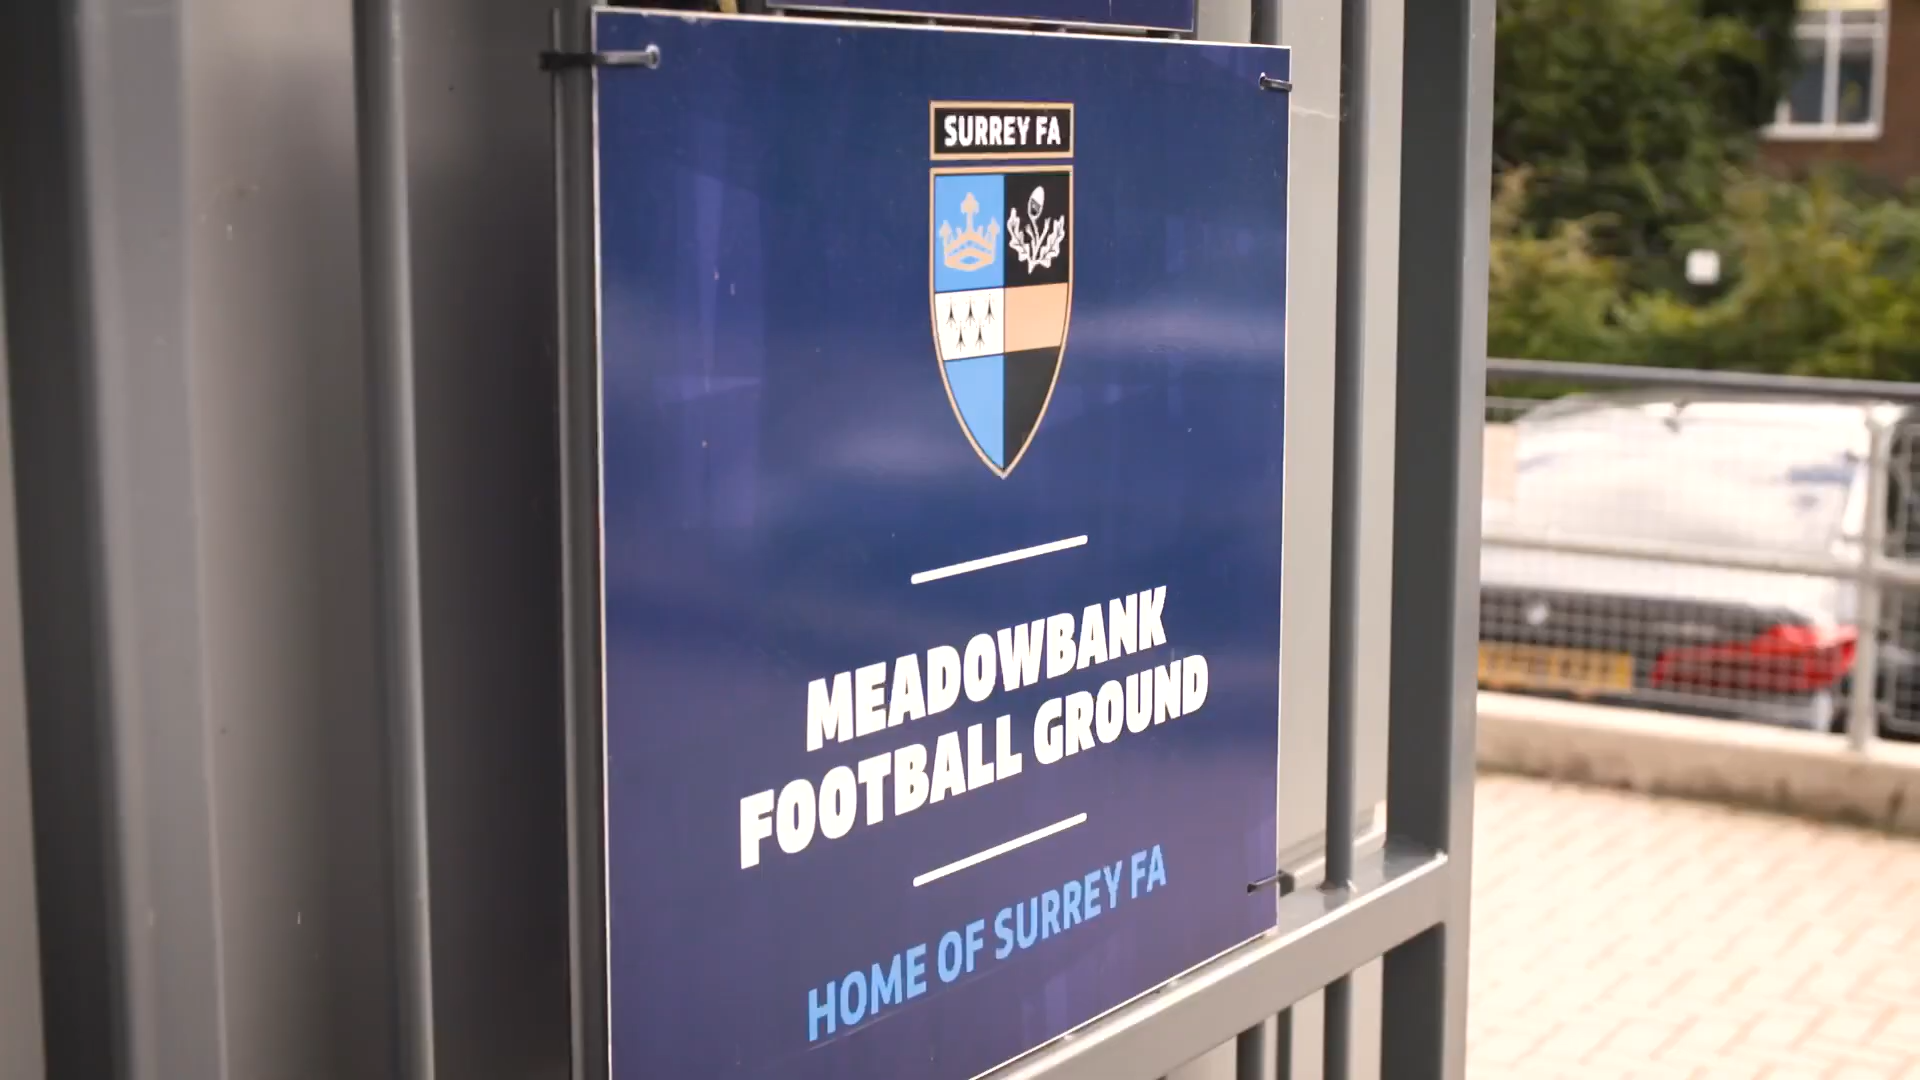 SURREY FA
MEADOWBANK
FOOTBALL GROUND
HOME OF SURREY FA